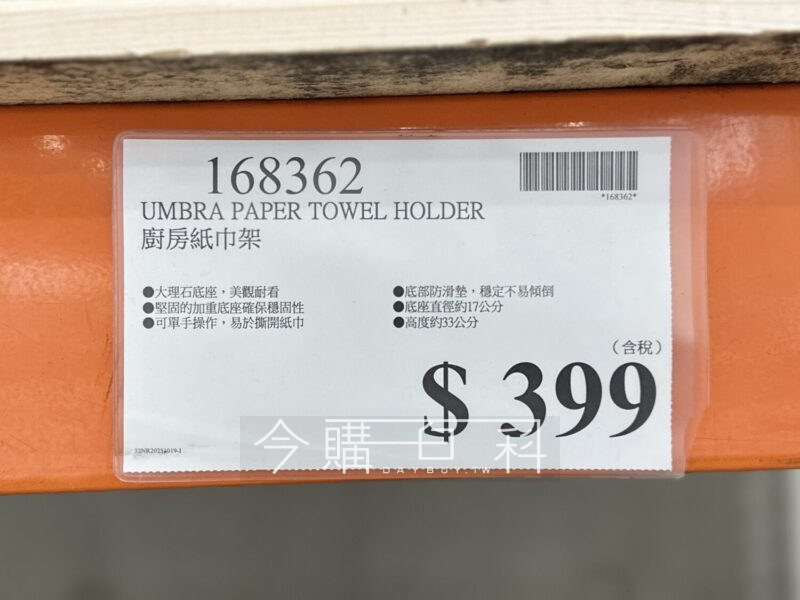 168362
*168362*
UMBRA PAPER TOWEL HOLDER
廚房紙巾架
●大理石底座，美觀耐看
●堅固的加重底座確保穩固性
●可單手操作，易於撕開紙巾
●底部防滑墊，穩定不易傾倒
●底座直徑約17公分
●高度約33公分
（含稅）
$ 399
今購百科
DAYBUY.TW